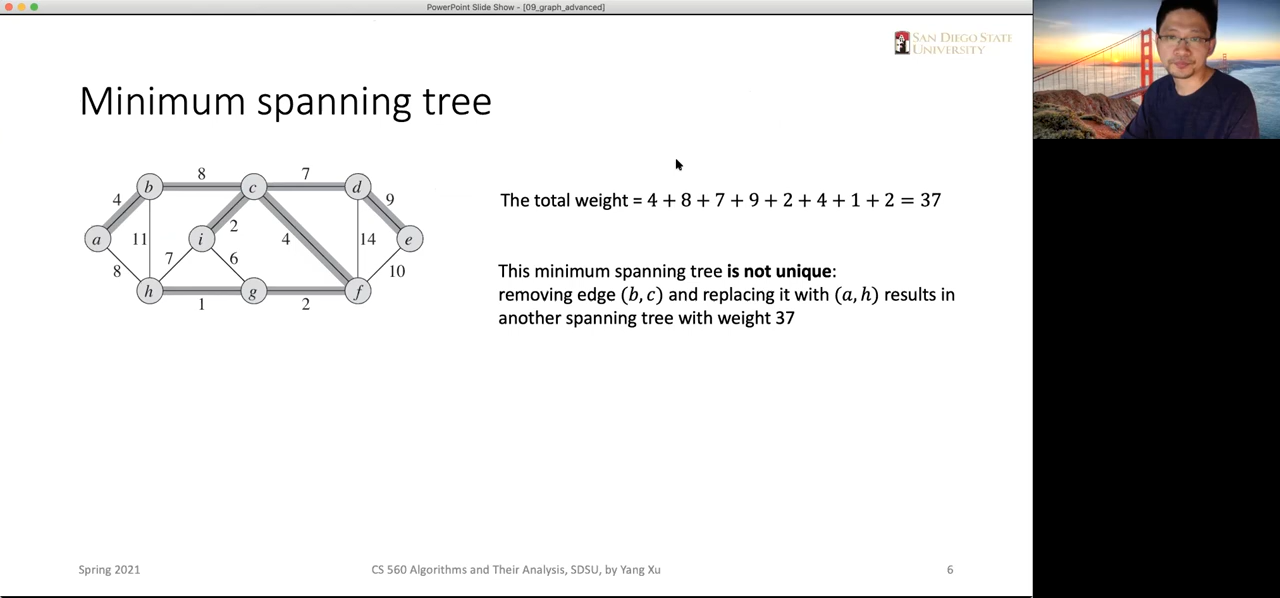 PowerPoint Slide Show - [09_graph_advanced]
SAN DIEGO STATE
UNIVERSITY
Minimum spanning tree
8 7
b c d
4 9
2
a 11 i 4 14 e
7 6
8 10
h g f
1 2
The total weight = 4 + 8 + 7 + 9 + 2 + 4 + 1 + 2 = 37
This minimum spanning tree is not unique:
removing edge (b, c) and replacing it with (a, h) results in
another spanning tree with weight 37
Spring 2021
CS 560 Algorithms and Their Analysis, SDSU, by Yang Xu
6